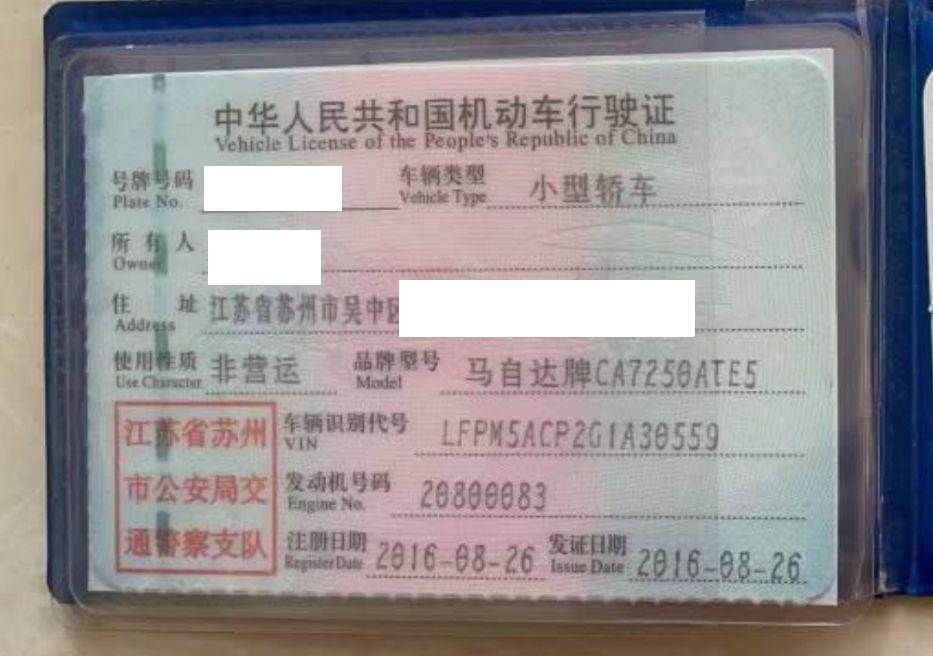 中华人民共和国机动车行驶证
Vehicle License of the People's Republic of China
号牌号码 车辆类型 小型轿车
Plate No. Vehicle Type
所有人
Owner
住址 江苏省苏州市吴中区
Address
使用性质 非营运 品牌型号 马自达牌CA7250ATE5
Use Character Model
江苏省苏州 车辆识别代号 LFPM5ACP2G1A30559
VIN
市公安局交 发动机号码 20800083
Engine No.
通警察支队 注册日期 2016-08-26 发证日期 2016-08-26
Register Date Issue Date